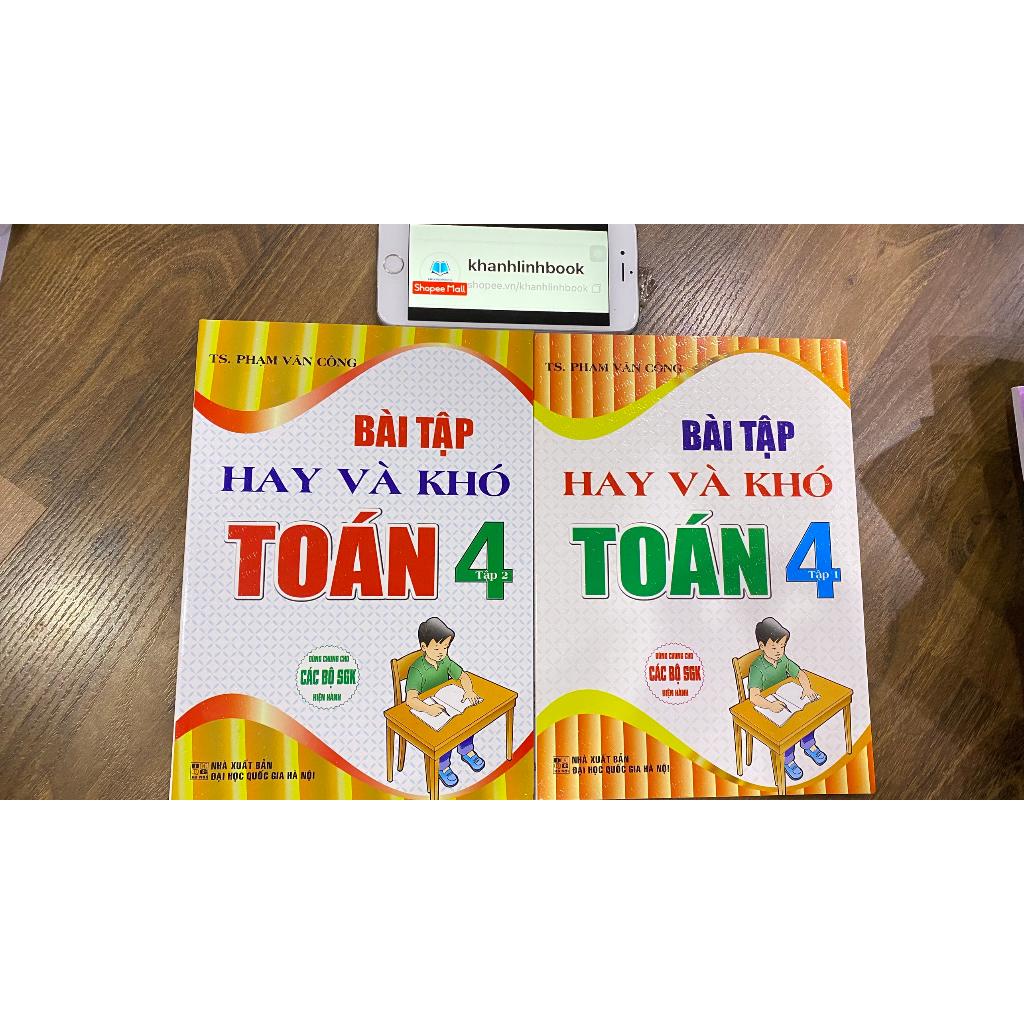 khanhlinhbook
Shopee Mall
shopee.vn/khanhlinhbook
TS. PHẠM VĂN CÔNG
BÀI TẬP
HAY VÀ KHÓ
TOÁN 4
Tập 2
DÙNG CHUNG CHO
CÁC BỘ SGK
HIỆN HÀNH
NHÀ XUẤT BẢN
ĐẠI HỌC QUỐC GIA HÀ NỘI
TS. PHẠM VĂN CÔNG
BÀI TẬP
HAY VÀ KHÓ
TOÁN 4
Tập 1
DÙNG CHUNG CHO
CÁC BỘ SGK
HIỆN HÀNH
NHÀ XUẤT BẢN
ĐẠI HỌC QUỐC GIA HÀ NỘI